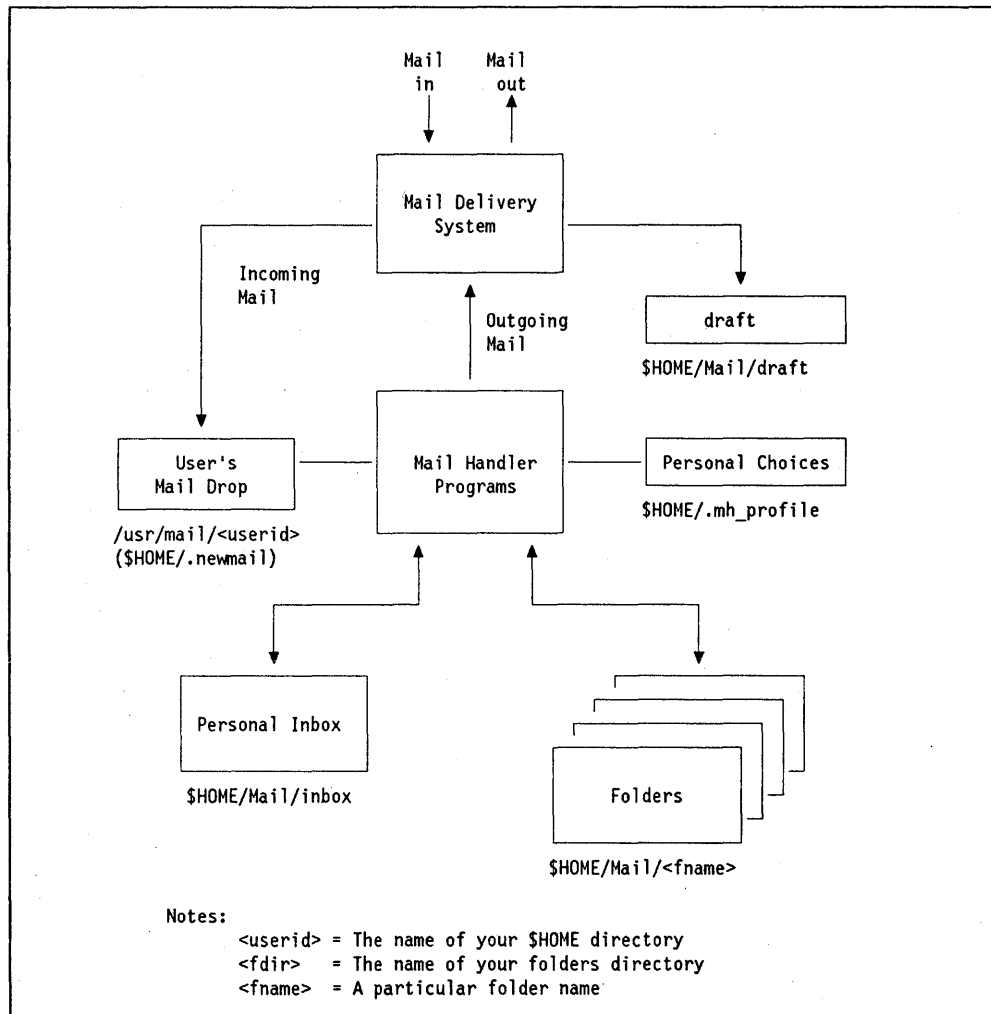 Mail in
Mail out
Mail Delivery
System
Incoming
Mail
Outgoing
Mail
draft
$HOME/Mail/draft
User's
Mail Drop
/usr/mail/<userid>
($HOME/.newmail)
Mail Handler
Programs
Personal Choices
$HOME/.mh_profile
Personal Inbox
$HOME/Mail/inbox
Folders
$HOME/Mail/<fname>
Notes:
<userid> = The name of your $HOME directory
<fdir> = The name of your folders directory
<fname> = A particular folder name